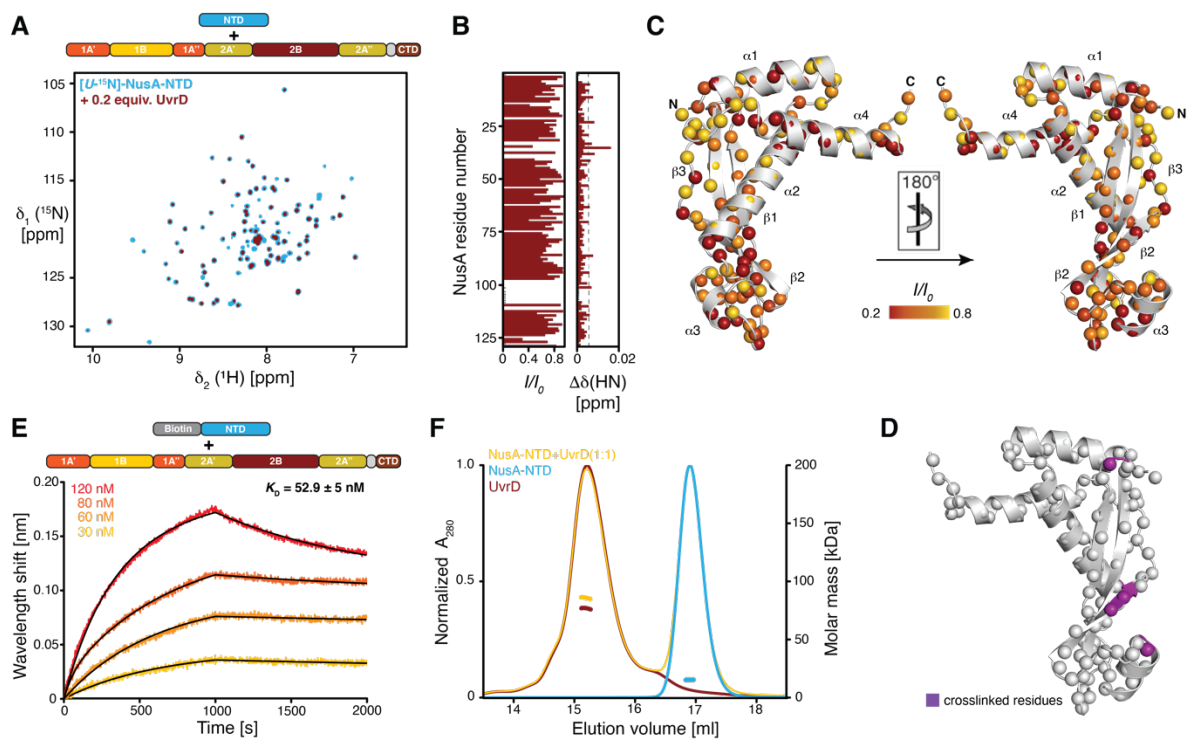 A
NTD
+
1A' 1B 1A'' 2A' 2B 2A'' CTD
[U-¹⁵N]-NusA-NTD
+ 0.2 equiv. UvrD
105
110
115
120
125
130
δ₁ (¹⁵N)
[ppm]
10 9 8 7
δ₂ (¹H) [ppm]
B
NusA residue number
25
50
75
100
125
0 0.4 0.8
I/I₀
0 0.02
Δδ(HN)
[ppm]
C
α1
C
N
α4
β3
α2
β1
β2
α3
180°
I/I₀
0.2 0.8
α1
C
N
α4
β3
α2
β1
β2
β2
α3
E
Biotin NTD
+
1A' 1B 1A'' 2A' 2B 2A'' CTD
120 nM
80 nM
60 nM
30 nM
K_D = 52.9 ± 5 nM
Wavelength shift [nm]
0.20
0.15
0.10
0.05
0
0 500 1000 1500 2000
Time [s]
F
NusA-NTD+UvrD(1:1)
NusA-NTD
UvrD
Normalized A₂₈₀
1.0
0.5
0
200
150
100
50
0
Molar mass [kDa]
14 15 16 17 18
Elution volume [ml]
D
crosslinked residues